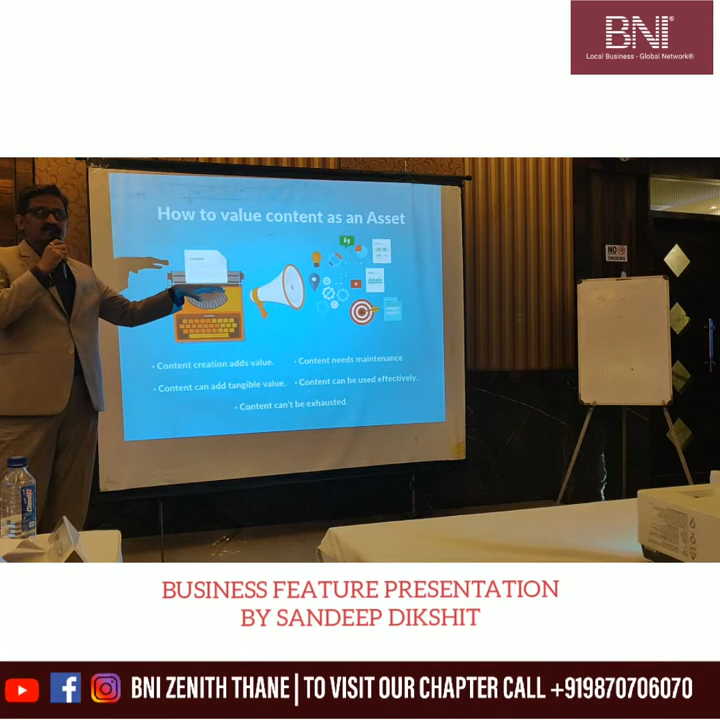 BNI®
Local Business - Global Network®
How to value content as an Asset
· Content creation adds value.
· Content needs maintenance
· Content can add tangible value.
· Content can be used effectively.
· Content can't be exhausted.
NO
SMOKING
BUSINESS FEATURE PRESENTATION
BY SANDEEP DIKSHIT
BNI ZENITH THANE | TO VISIT OUR CHAPTER CALL +919870706070